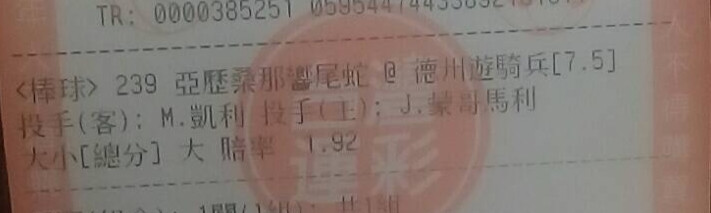 TR: 0000385251
<棒球> 239 亞歷桑那響尾蛇 @ 德州遊騎兵[7.5]
投手(客): M.凱利 投手(主): J.蒙哥馬利
大小[總分] 大 賠率 1.92